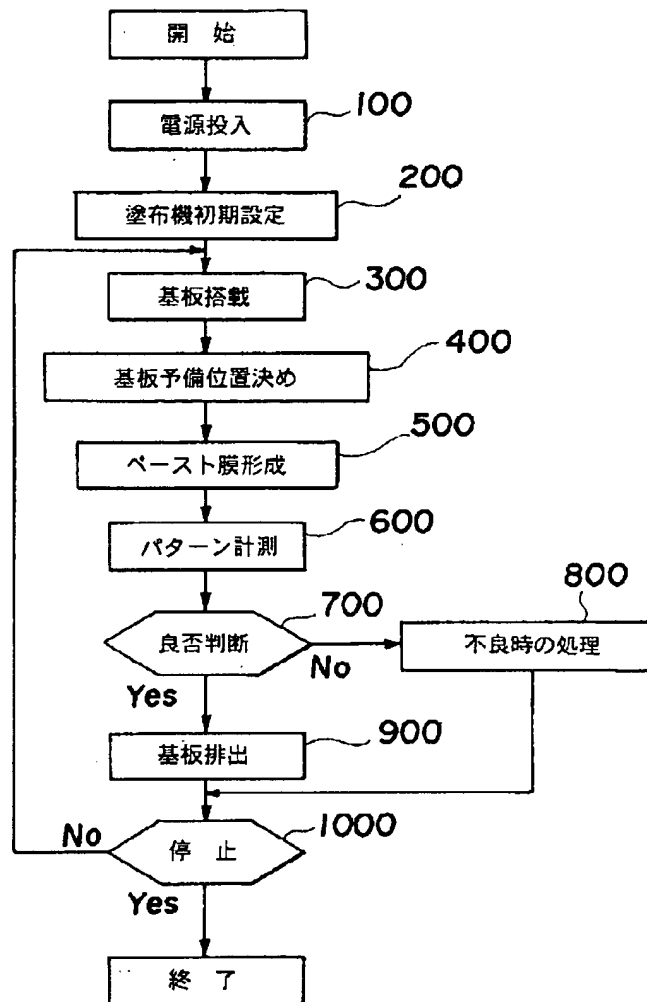 開 始
100
電源投入
200
塗布機初期設定
300
基板搭載
400
基板予備位置決め
500
ペースト膜形成
600
パターン計測
700
800
良否判断
不良時の処理
No
Yes
900
基板排出
1000
No
停 止
Yes
終 了